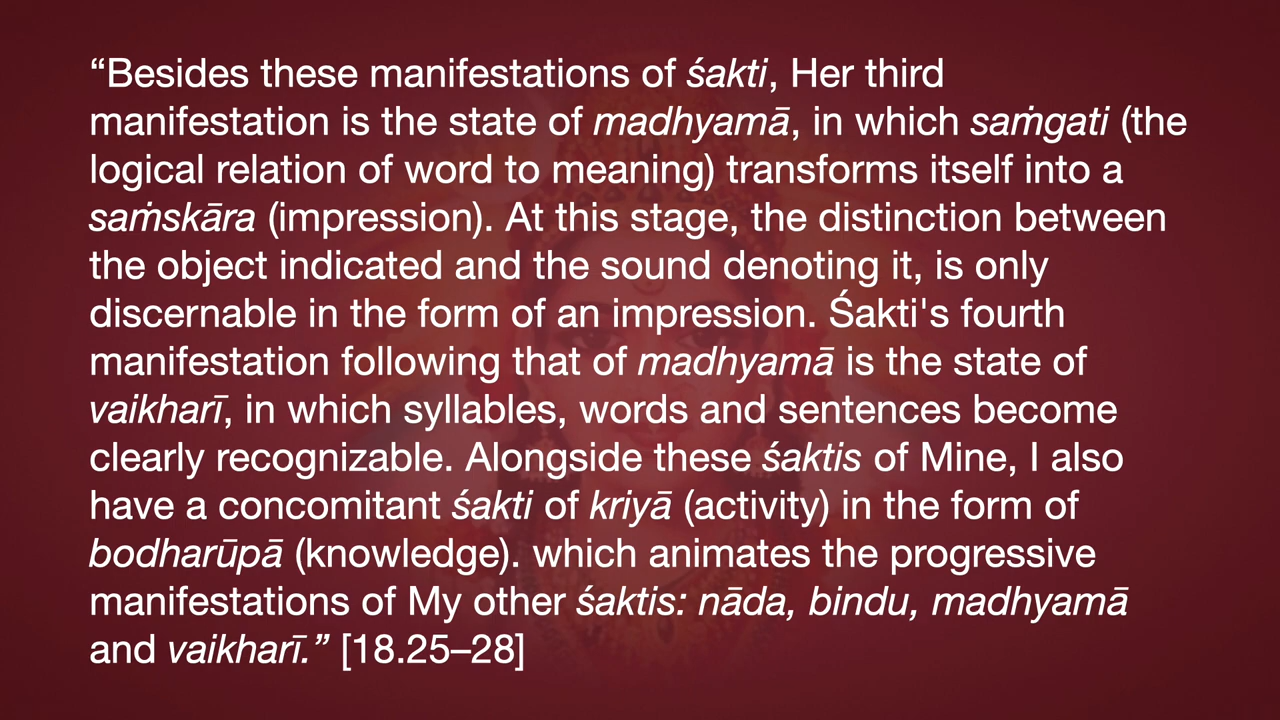 “Besides these manifestations of śakti, Her third
manifestation is the state of madhyamā, in which saṁgati (the
logical relation of word to meaning) transforms itself into a
saṁskāra (impression). At this stage, the distinction between
the object indicated and the sound denoting it, is only
discernable in the form of an impression. Śakti's fourth
manifestation following that of madhyamā is the state of
vaikharī, in which syllables, words and sentences become
clearly recognizable. Alongside these śaktis of Mine, I also
have a concomitant śakti of kriyā (activity) in the form of
bodharūpā (knowledge). which animates the progressive
manifestations of My other śaktis: nāda, bindu, madhyamā
and vaikharī.” [18.25–28]